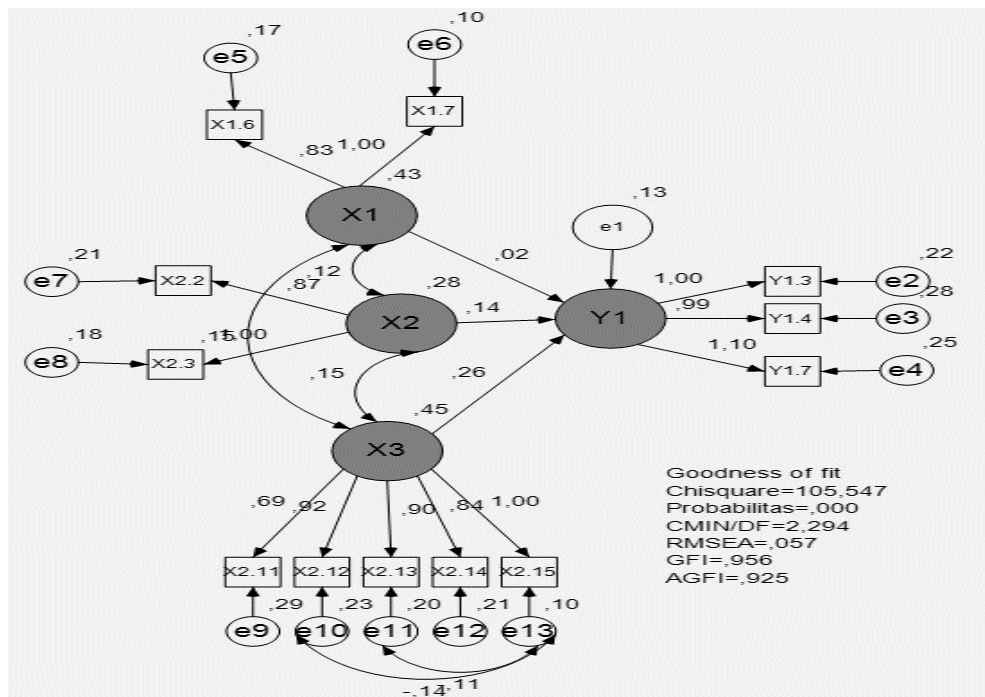 ,17
,10
e5
e6
X1.6
X1.7
,83
1,00
,43
X1
,13
e1
,21
e7
X2.2
,87
,12
,28
,02
X2
,14
Y1
1,00
,99
1,10
Y1.3
Y1.4
Y1.7
,22
e2
,28
e3
,25
e4
,18
e8
X2.3
,15
1,00
,15
,26
,45
X3
,69
,92
,90
,84
1,00
X2.11
X2.12
X2.13
X2.14
X2.15
,29
,23
,20
,21
,10
e9
e10
e11
e12
e13
-,14
,11
Goodness of fit
Chisquare=105,547
Probabilitas=,000
CMIN/DF=2,294
RMSEA=,057
GFI=,956
AGFI=,925